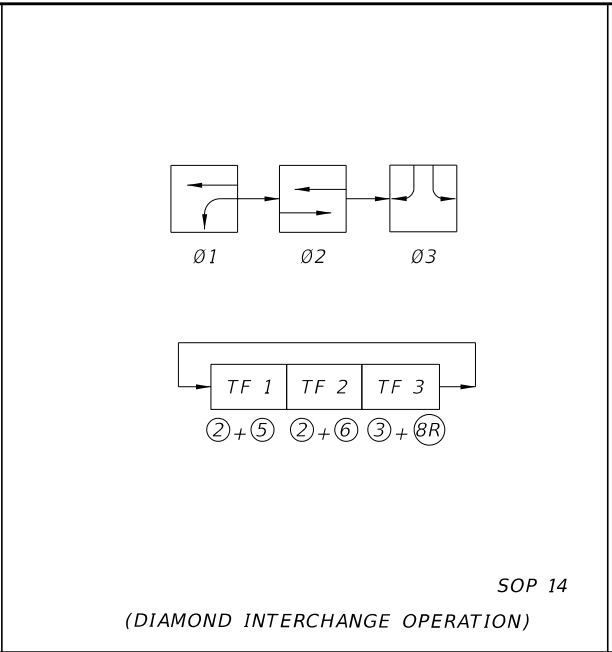 Ø1 Ø2 Ø3
TF 1 TF 2 TF 3
2+5 2+6 3+8R
SOP 14
(DIAMOND INTERCHANGE OPERATION)